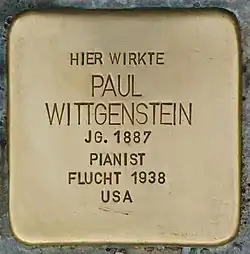 HIER WIRKTE
PAUL
WITTGENSTEIN
JG. 1887
PIANIST
FLUCHT 1938
USA